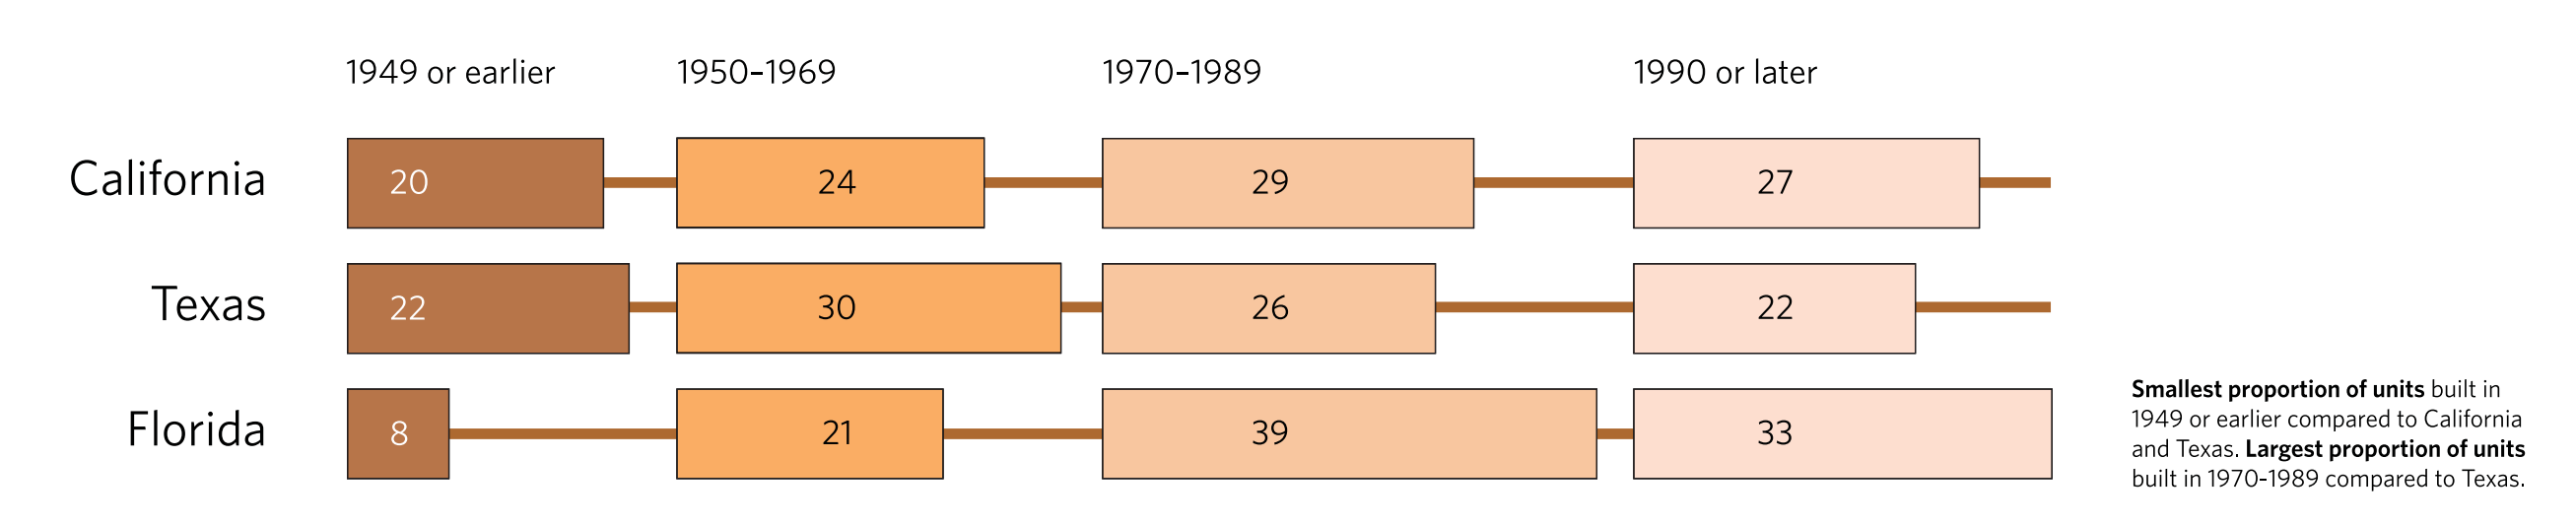 1949 or earlier 1950–1969 1970–1989 1990 or later
California 20 24 29 27
Texas 22 30 26 22
Florida 8 21 39 33
Smallest proportion of units built in
1949 or earlier compared to California
and Texas. Largest proportion of units
built in 1970–1989 compared to Texas.